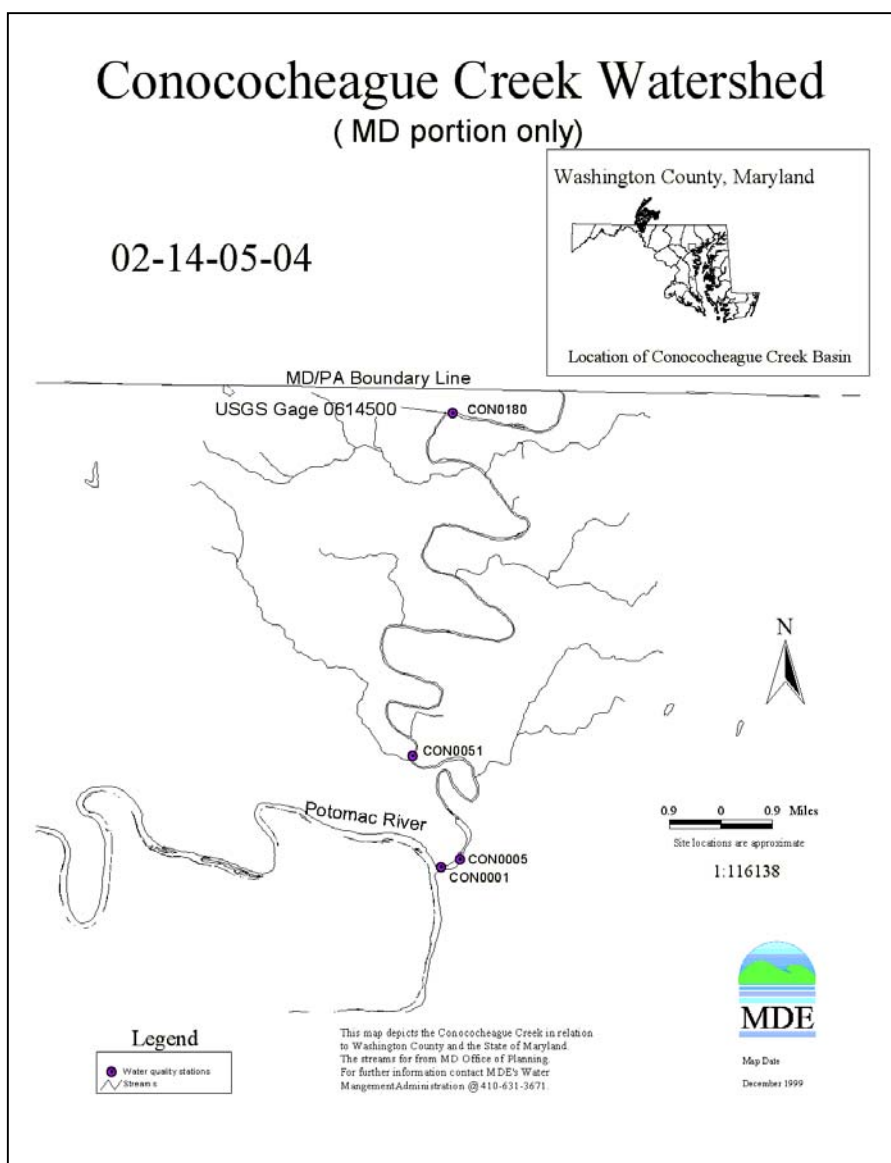 Conococheague Creek Watershed
( MD portion only)
Washington County, Maryland
02-14-05-04
Location of Conococheague Creek Basin
MD/PA Boundary Line
USGS Gage 0614500
CON0180
N
CON0051
Potomac River
0.9 0 0.9 Miles
Site locations are approximate
1:116138
CON0005
CON0001
MDE
Legend
Water quality stations
Streams
This map depicts the Conococheague Creek in relation
to Washington County and the State of Maryland.
The streams for from MD Office of Planning.
For further information contact MDE's Water
MangementAdministration @ 410-631-3671.
Map Date
December 1999